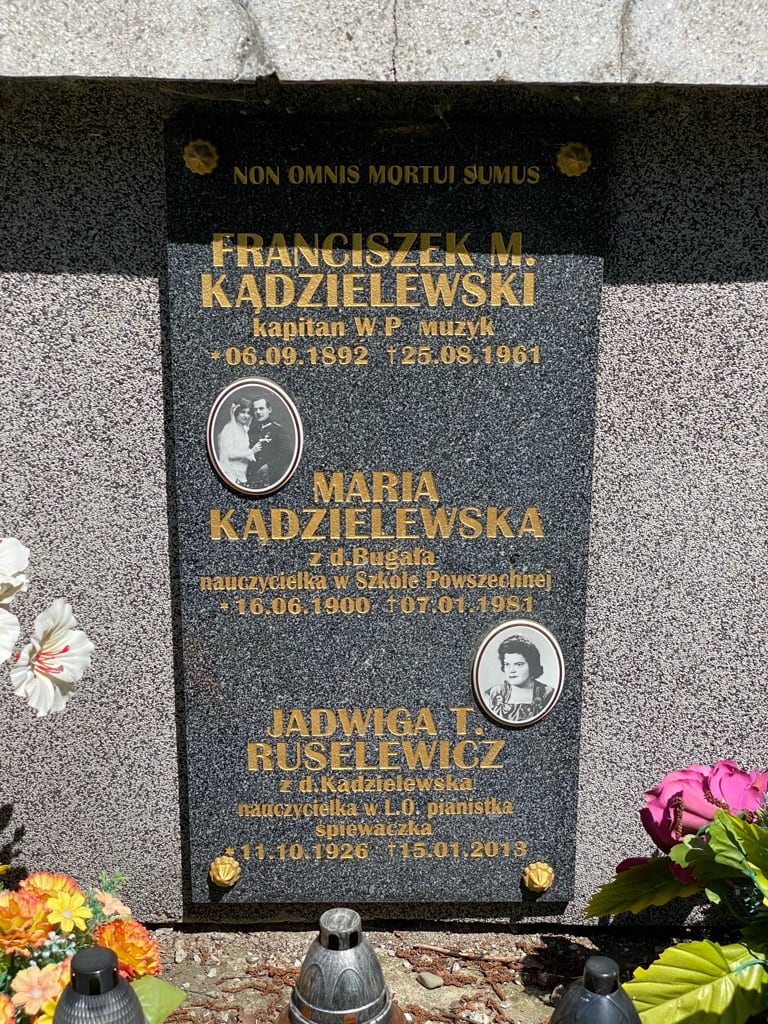 NON OMNIS MORTUI SUMUS
FRANCISZEK M.
KĄDZIELEWSKI
kapitan W P muzyk
*06.09.1892 †25.08.1961
MARIA
KĄDZIELEWSKA
z d.Bugała
nauczycielka w Szkole Powszechnej
*16.06.1900 †07.01.1981
JADWIGA T.
RUSELEWICZ
z d.Kądzielewska
nauczycielka w L.O. pianistka
śpiewaczka
*11.10.1926 †15.01.2013